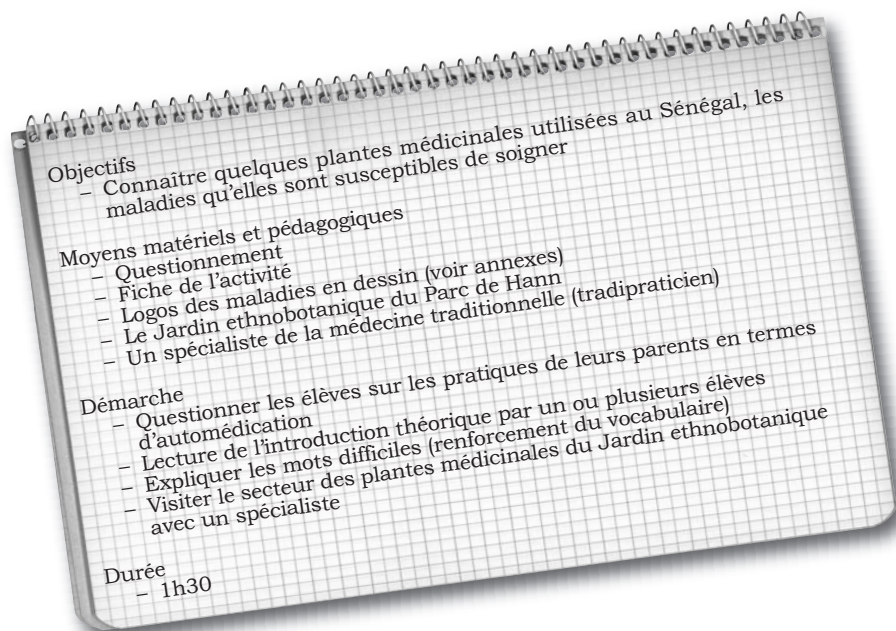 Objectifs
– Connaître quelques plantes médicinales utilisées au Sénégal, les
maladies qu'elles sont susceptibles de soigner
Moyens matériels et pédagogiques
– Questionnement
– Fiche de l'activité
– Logos des maladies en dessin (voir annexes)
– Le Jardin ethnobotanique du Parc de Hann
– Un spécialiste de la médecine traditionnelle (tradipraticien)
Démarche
– Questionner les élèves sur les pratiques de leurs parents en termes
d'automédication
– Lecture de l'introduction théorique par un ou plusieurs élèves
– Expliquer les mots difficiles (renforcement du vocabulaire)
– Visiter le secteur des plantes médicinales du Jardin ethnobotanique
avec un spécialiste
Durée
– 1h30